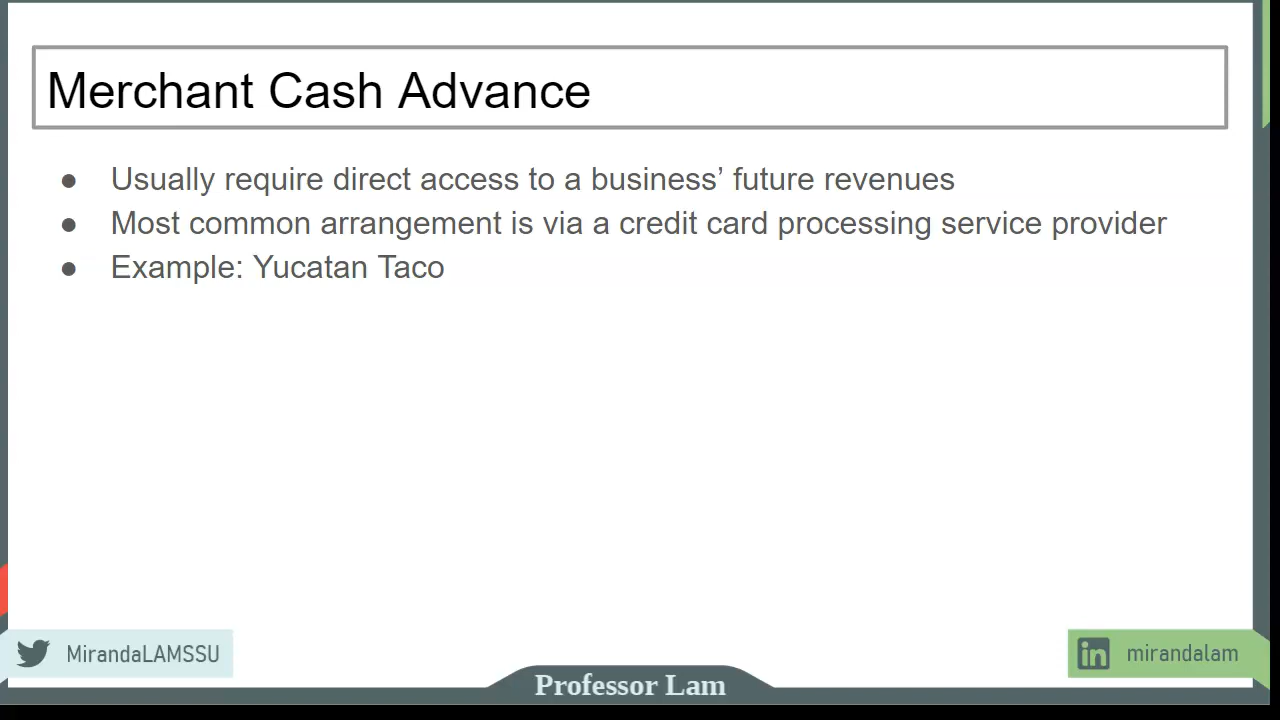 Merchant Cash Advance
● Usually require direct access to a business’ future revenues
● Most common arrangement is via a credit card processing service provider
● Example: Yucatan Taco
MirandaLAMSSU
in mirandalam
Professor Lam